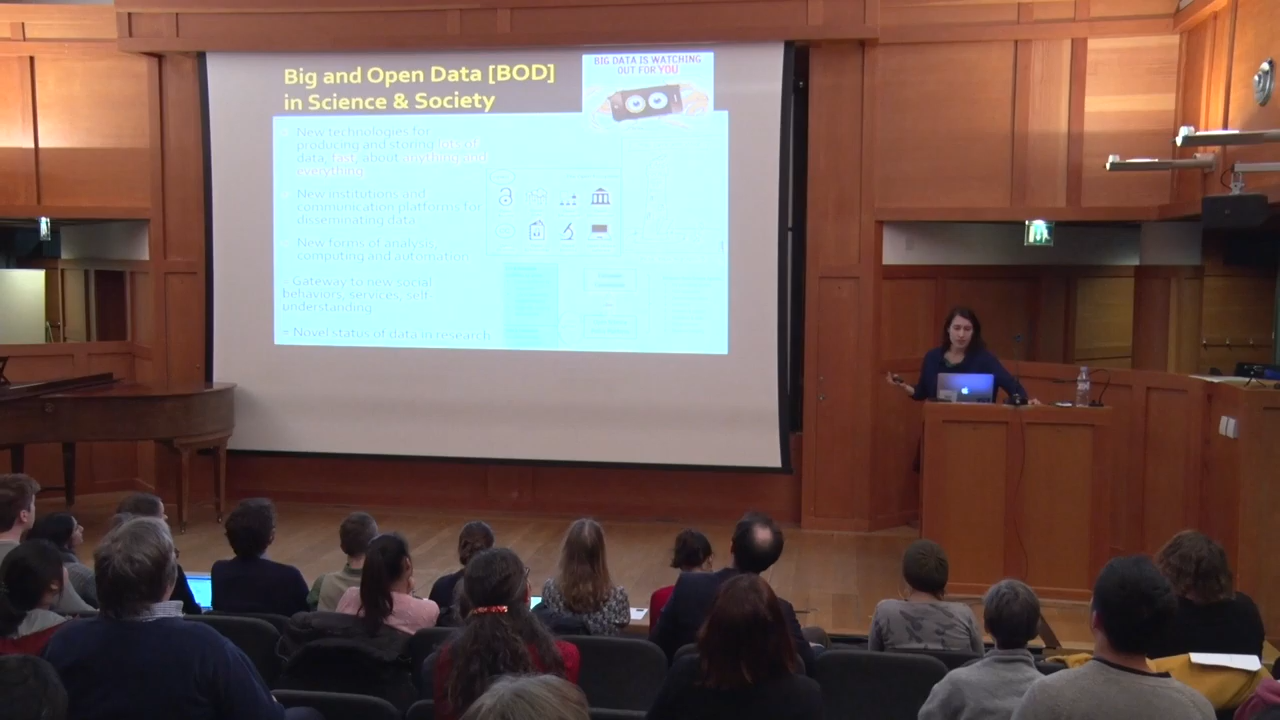 Big and Open Data [BOD]
in Science & Society
BIG DATA IS WATCHING
OUT FOR YOU
New technologies for
producing and storing lots of
data, fast, about anything and
everything
New institutions and
communication platforms for
disseminating data
New forms of analysis,
computing and automation
Gateway to new social
behaviors, services, self-
understanding
= Novel status of data in research